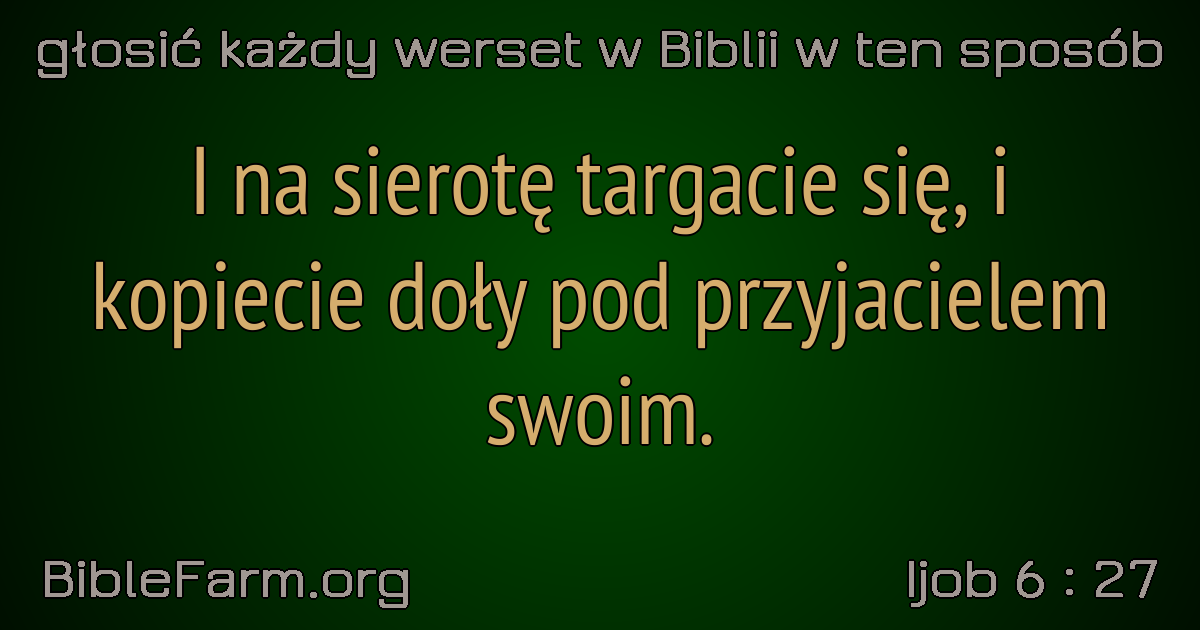 głosić każdy werset w Biblii w ten sposób
I na sierotę targacie się, i
kopiecie doły pod przyjacielem
swoim.
BibleFarm.org
Ijob 6 : 27